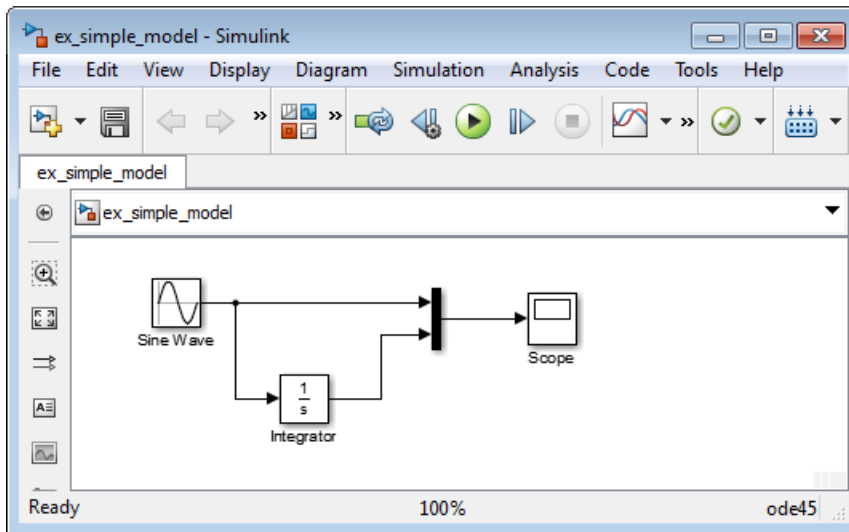 ex_simple_model - Simulink
File Edit View Display Diagram Simulation Analysis Code Tools Help
ex_simple_model
ex_simple_model
Sine Wave
Scope
1
s
Integrator
Ready 100% ode45